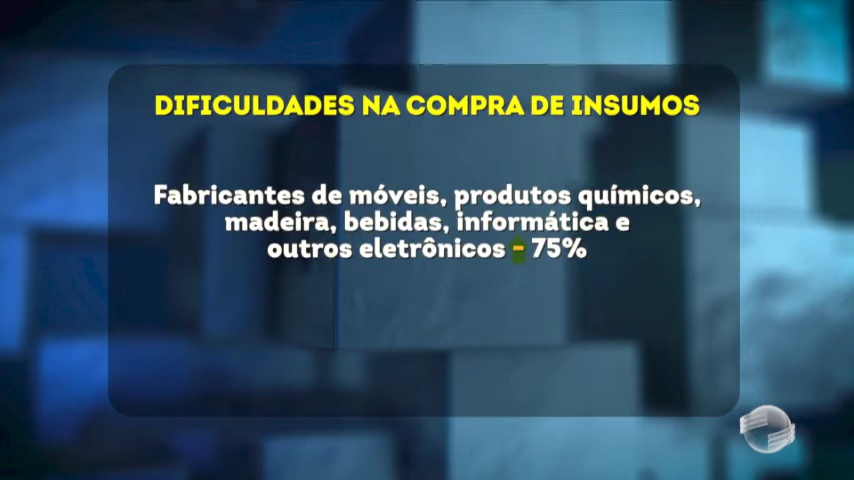 DIFICULDADES NA COMPRA DE INSUMOS
Fabricantes de móveis, produtos químicos,
madeira, bebidas, informática e
outros eletrônicos - 75%